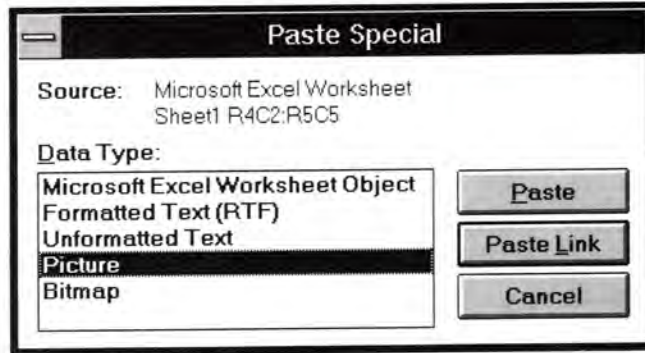 Paste Special
Source: Microsoft Excel Worksheet
Sheet1 R4C2:R5C5
Data Type:
Microsoft Excel Worksheet Object
Formatted Text (RTF)
Unformatted Text
Picture
Bitmap
Paste
Paste Link
Cancel